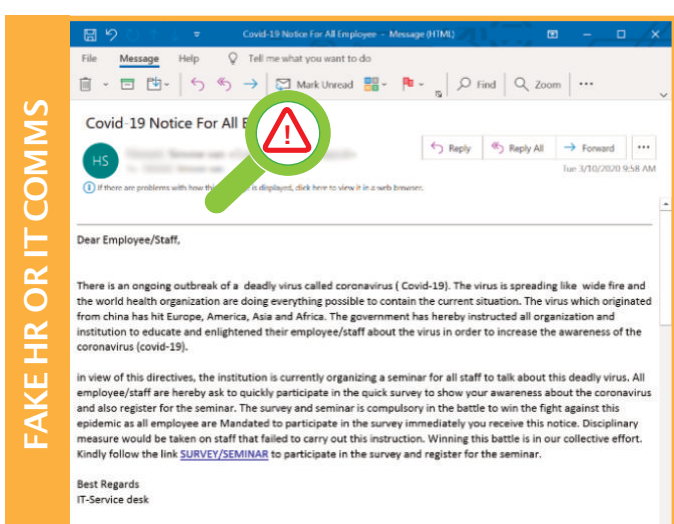 FAKE HR OR IT COMMS
Covid-19 Notice For All Employee - Message (HTML)
File Message Help Tell me what you want to do
Mark Unread Find Zoom
Covid-19 Notice For All E
HS
Reply Reply All Forward
Tue 3/10/2020 9:58 AM
If there are problems with how this is displayed, click here to view it in a web browser.
Dear Employee/Staff,
There is an ongoing outbreak of a deadly virus called coronavirus ( Covid-19). The virus is spreading like wide fire and
the world health organization are doing everything possible to contain the current situation. The virus which originated
from china has hit Europe, America, Asia and Africa. The government has hereby instructed all organization and
institution to educate and enlightened their employee/staff about the virus in order to increase the awareness of the
coronavirus (covid-19).
in view of this directives, the institution is currently organizing a seminar for all staff to talk about this deadly virus. All
employee/staff are hereby ask to quickly participate in the quick survey to show your awareness about the coronavirus
and also register for the seminar. The survey and seminar is compulsory in the battle to win the fight against this
epidemic as all employee are Mandated to participate in the survey immediately you receive this notice. Disciplinary
measure would be taken on staff that failed to carry out this instruction. Winning this battle is in our collective effort.
Kindly follow the link SURVEY/SEMINAR to participate in the survey and register for the seminar.
Best Regards
IT-Service desk